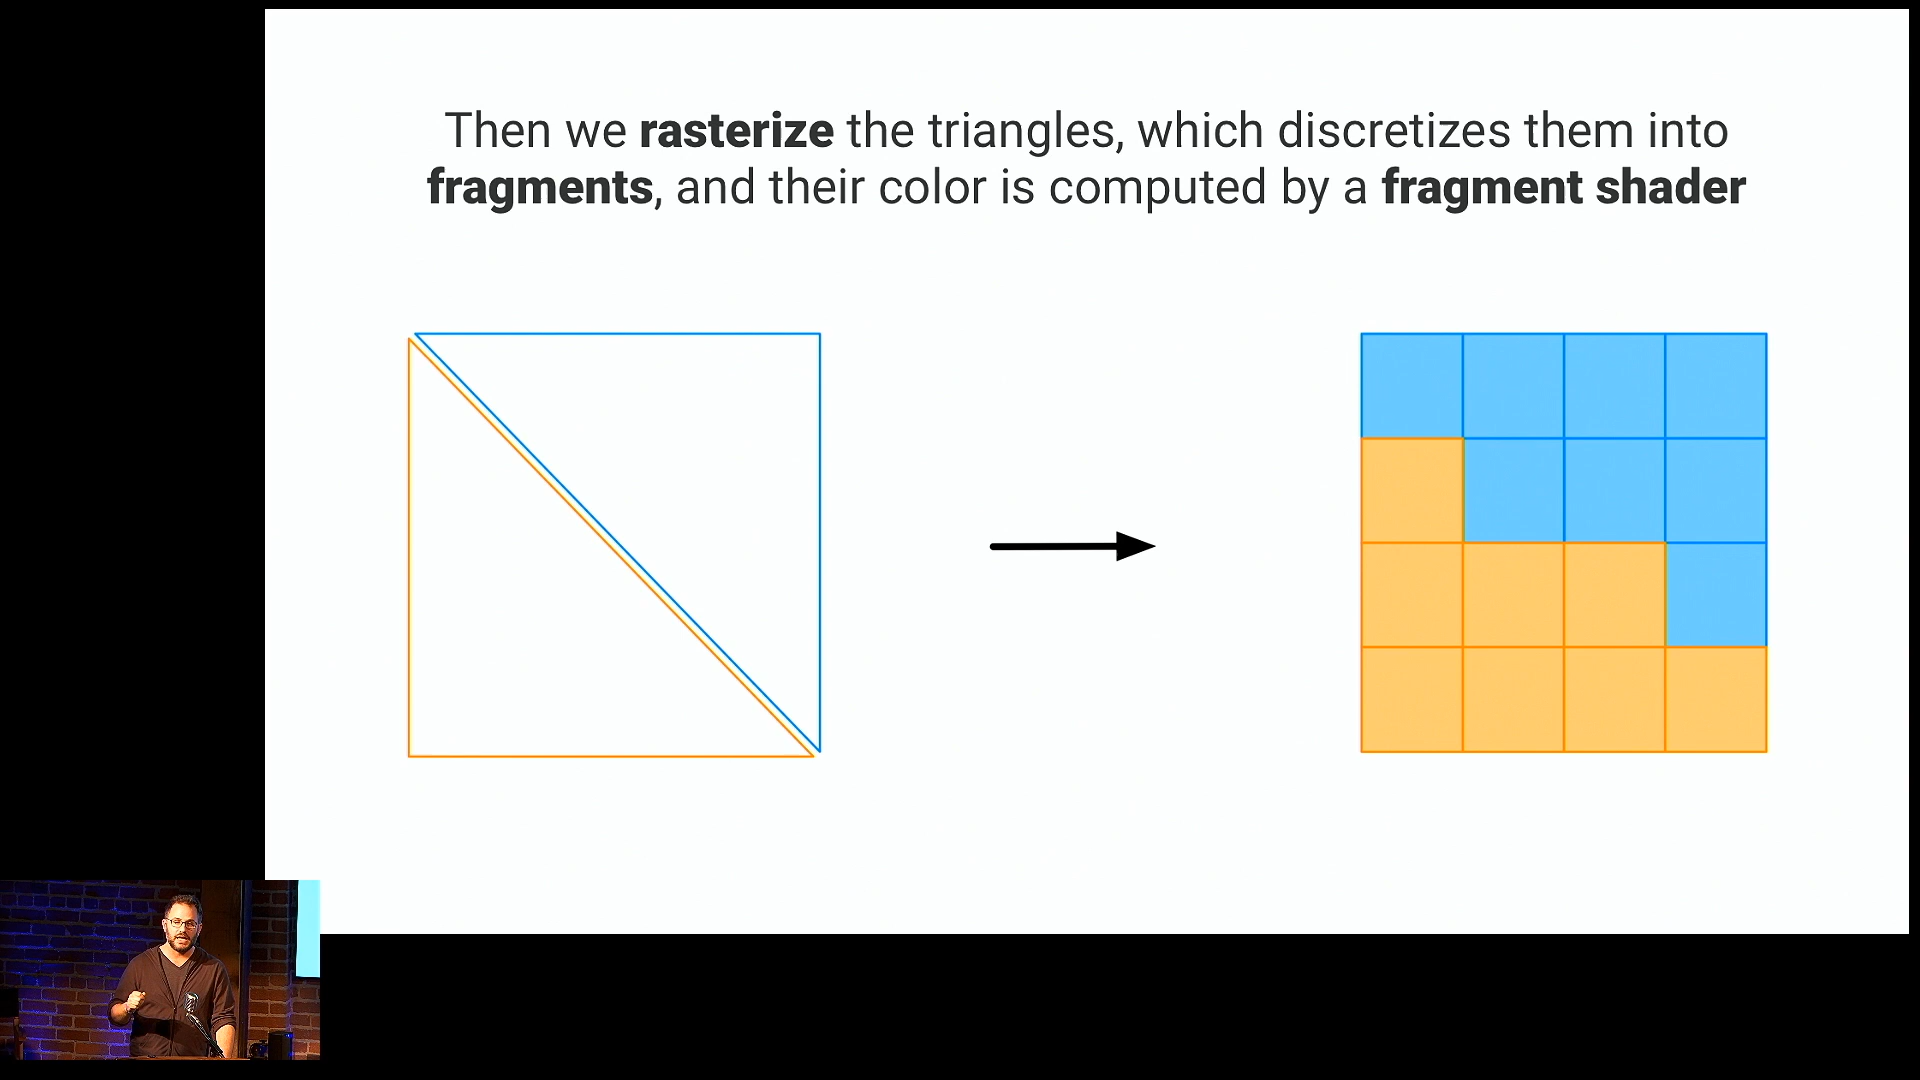 Then we rasterize the triangles, which discretizes them into
fragments, and their color is computed by a fragment shader